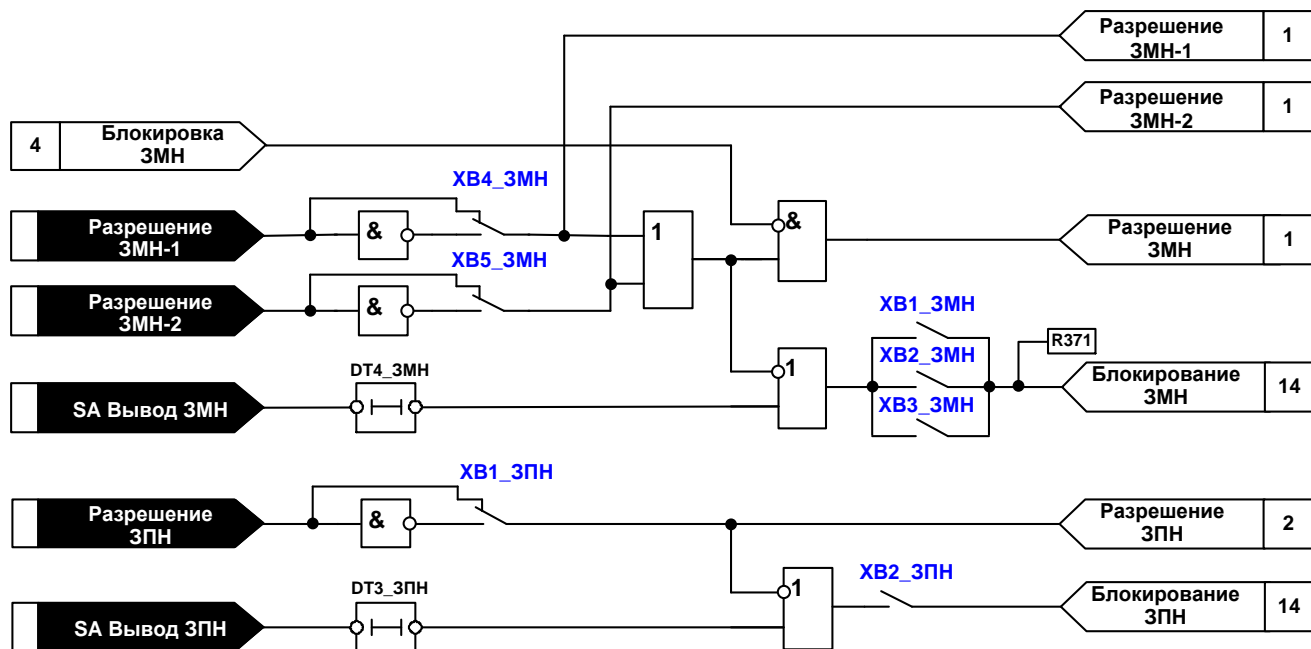 Разрешение
ЗМН-1
1
Разрешение
ЗМН-2
1
4
Блокировка
ЗМН
XB4_ЗМН
Разрешение
ЗМН-1
&
1
&
Разрешение
ЗМН
1
XB5_ЗМН
Разрешение
ЗМН-2
&
XB1_ЗМН
R371
XB2_ЗМН
DT4_ЗМН
1
Блокирование
ЗМН
14
SA Вывод ЗМН
XB3_ЗМН
XB1_ЗПН
Разрешение
ЗПН
&
Разрешение
ЗПН
2
DT3_ЗПН
1
XB2_ЗПН
Блокирование
ЗПН
14
SA Вывод ЗПН